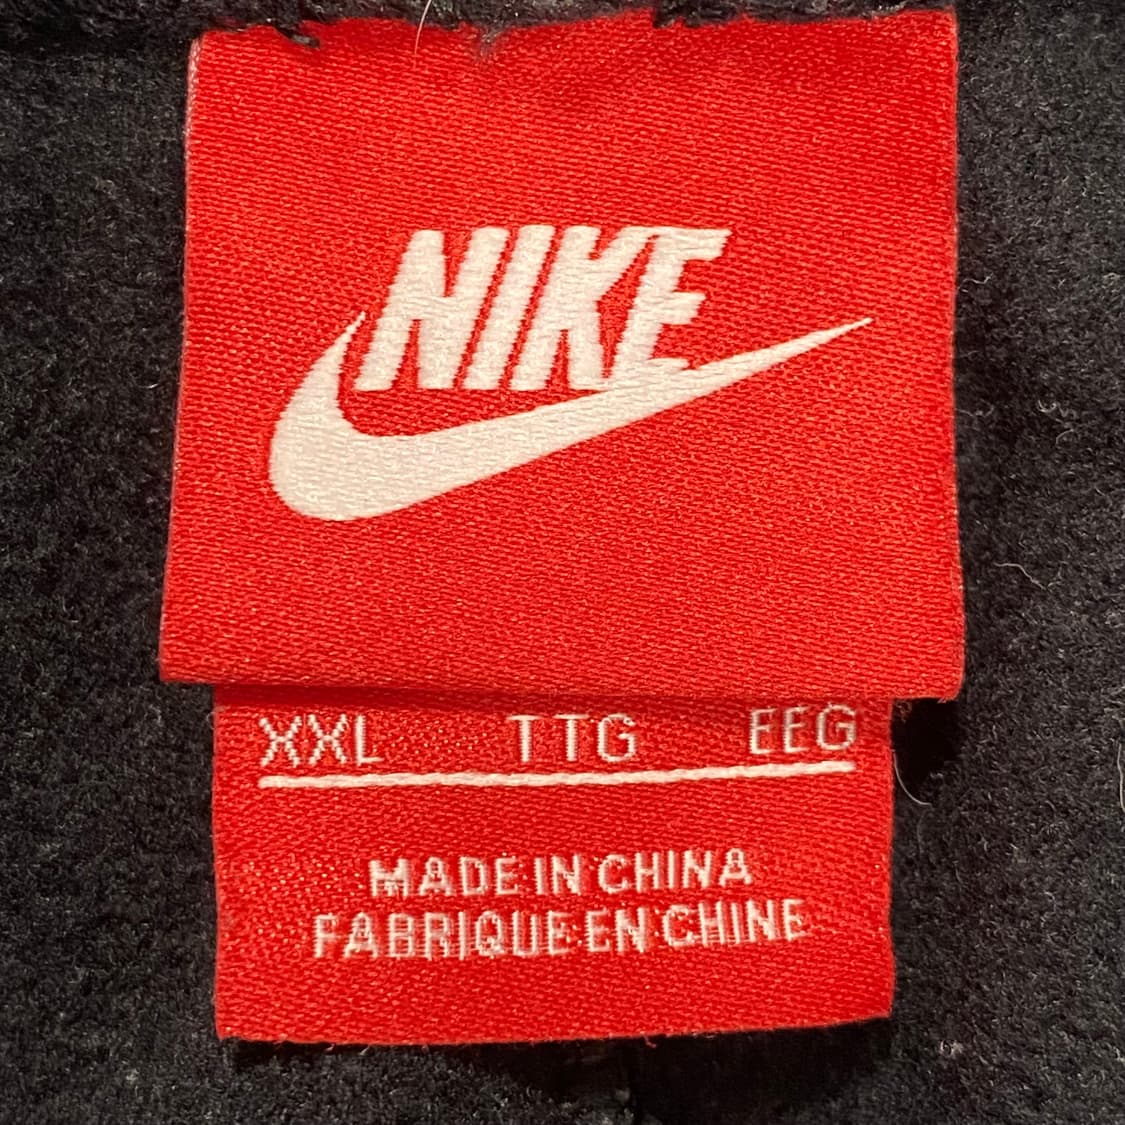 NIKE
XXL TTG EEG
MADE IN CHINA
FABRIQUE EN CHINE